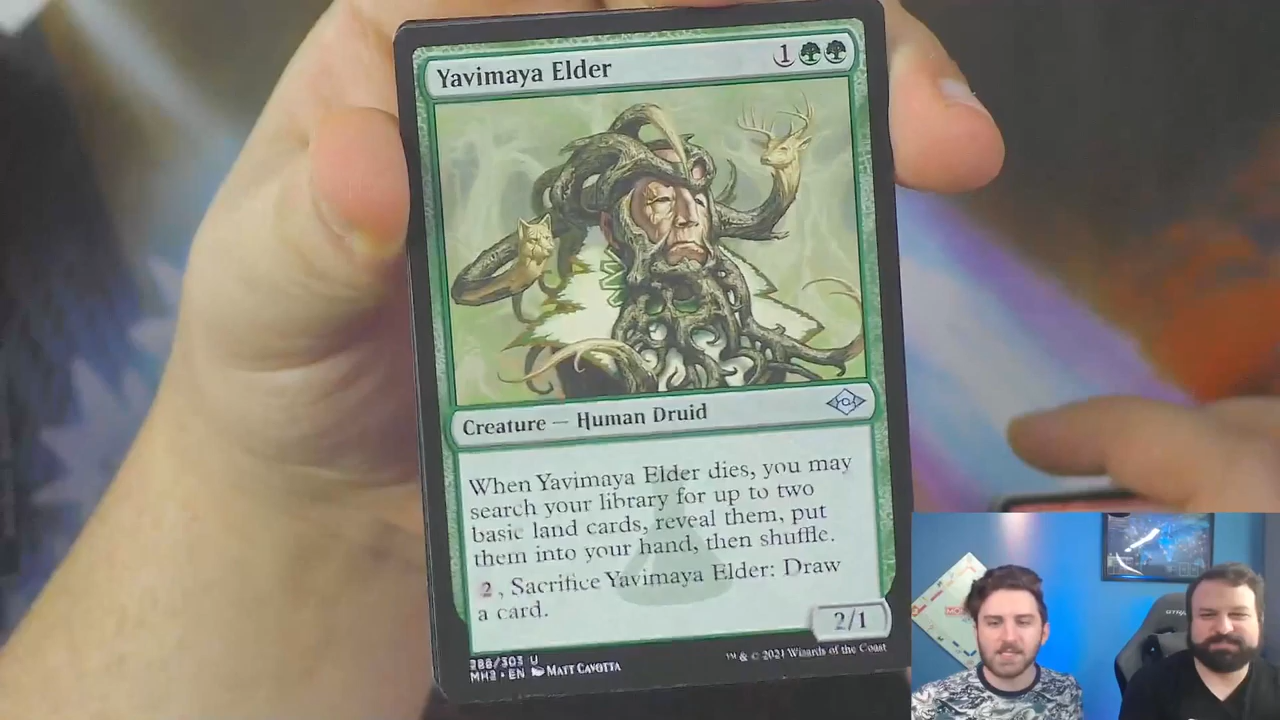 Yavimaya Elder 1
Creature — Human Druid
When Yavimaya Elder dies, you may
search your library for up to two
basic land cards, reveal them, put
them into your hand, then shuffle.
2, Sacrifice Yavimaya Elder: Draw
a card.
2/1
288/303 U
MH2 • EN Matt Cavotta
™ & © 2021 Wizards of the Coast